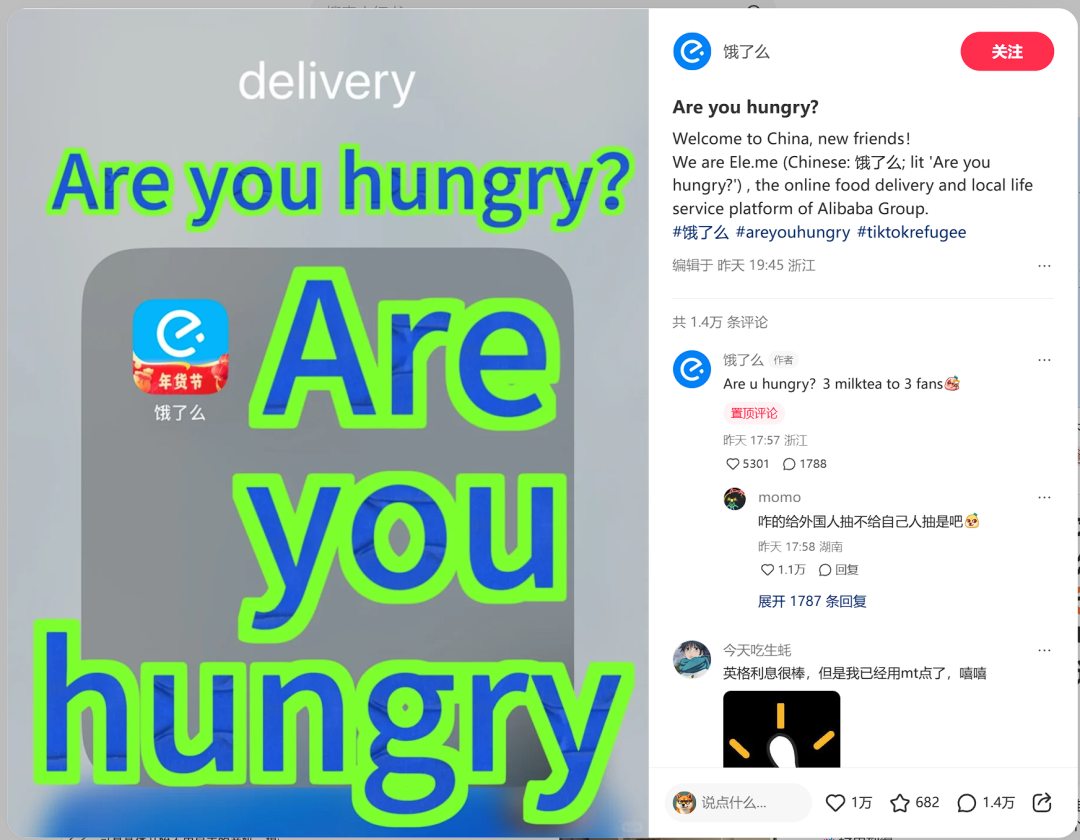 delivery
Are you hungry?
年货节
饿了么
Are
you
hungry
饿了么
关注
Are you hungry?
Welcome to China, new friends!
We are Ele.me (Chinese: 饿了么; lit 'Are you
hungry?') , the online food delivery and local life
service platform of Alibaba Group.
#饿了么 #areyouhungry #tiktokrefugee
编辑于 昨天 19:45 浙江
共 1.4万 条评论
饿了么 作者
Are u hungry? 3 milktea to 3 fans
置顶评论
昨天 17:57 浙江
5301 1788
momo
咋的给外国人抽不给自己人抽是吧
昨天 17:58 湖南
1.1万 回复
展开 1787 条回复
今天吃生蚝
英格利息很棒，但是我已经用mt点了，嘻嘻
说点什么... 1万 682 1.4万